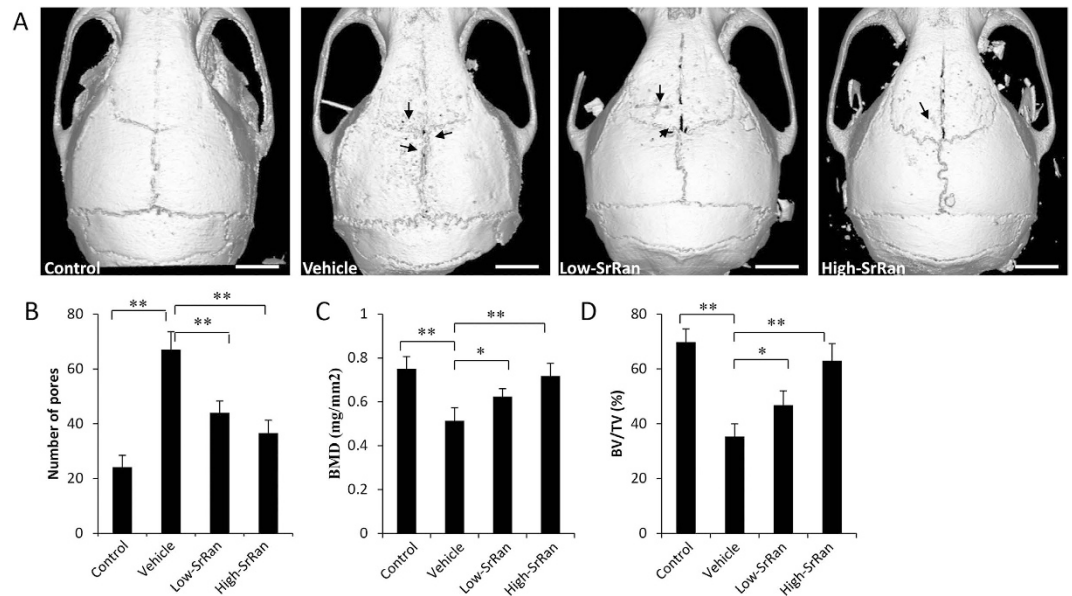 A
Control
Vehicle
Low-SrRan
High-SrRan
B
**
**
**
Number of pores
80
60
40
20
0
Control
Vehicle
Low-SrRan
High-SrRan
C
**
**
*
BMD (mg/mm2)
1
0.8
0.6
0.4
0.2
0
Control
Vehicle
Low-SrRan
High-SrRan
D
**
**
*
BV/TV (%)
80
60
40
20
0
Control
Vehicle
Low-SrRan
High-SrRan